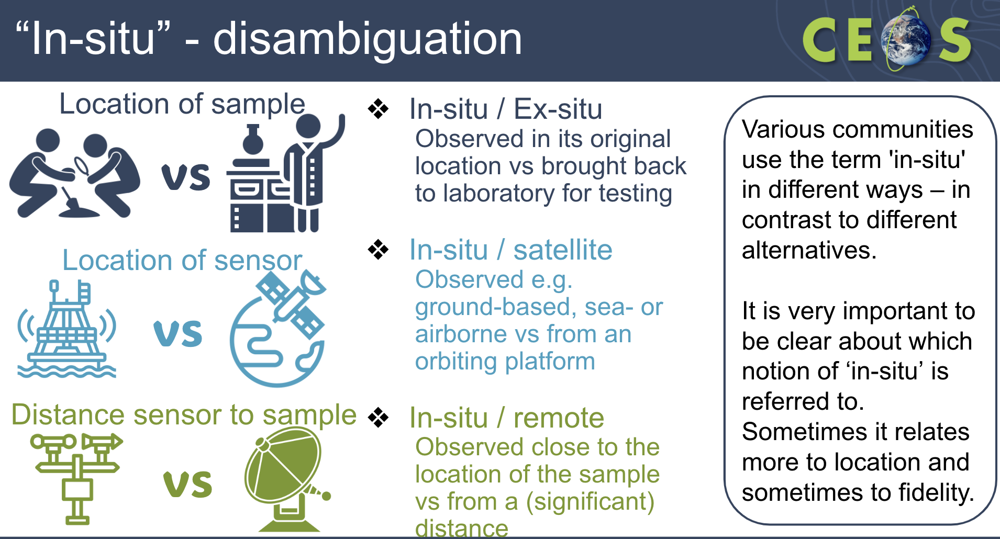 “In-situ” - disambiguation
CEOS
Location of sample
vs
Location of sensor
vs
Distance sensor to sample
vs
❖ In-situ / Ex-situ
Observed in its original
location vs brought back
to laboratory for testing
❖ In-situ / satellite
Observed e.g.
ground-based, sea- or
airborne vs from an
orbiting platform
❖ In-situ / remote
Observed close to the
location of the sample
vs from a (significant)
distance
Various communities
use the term 'in-situ'
in different ways – in
contrast to different
alternatives.
It is very important to
be clear about which
notion of ‘in-situ’ is
referred to.
Sometimes it relates
more to location and
sometimes to fidelity.